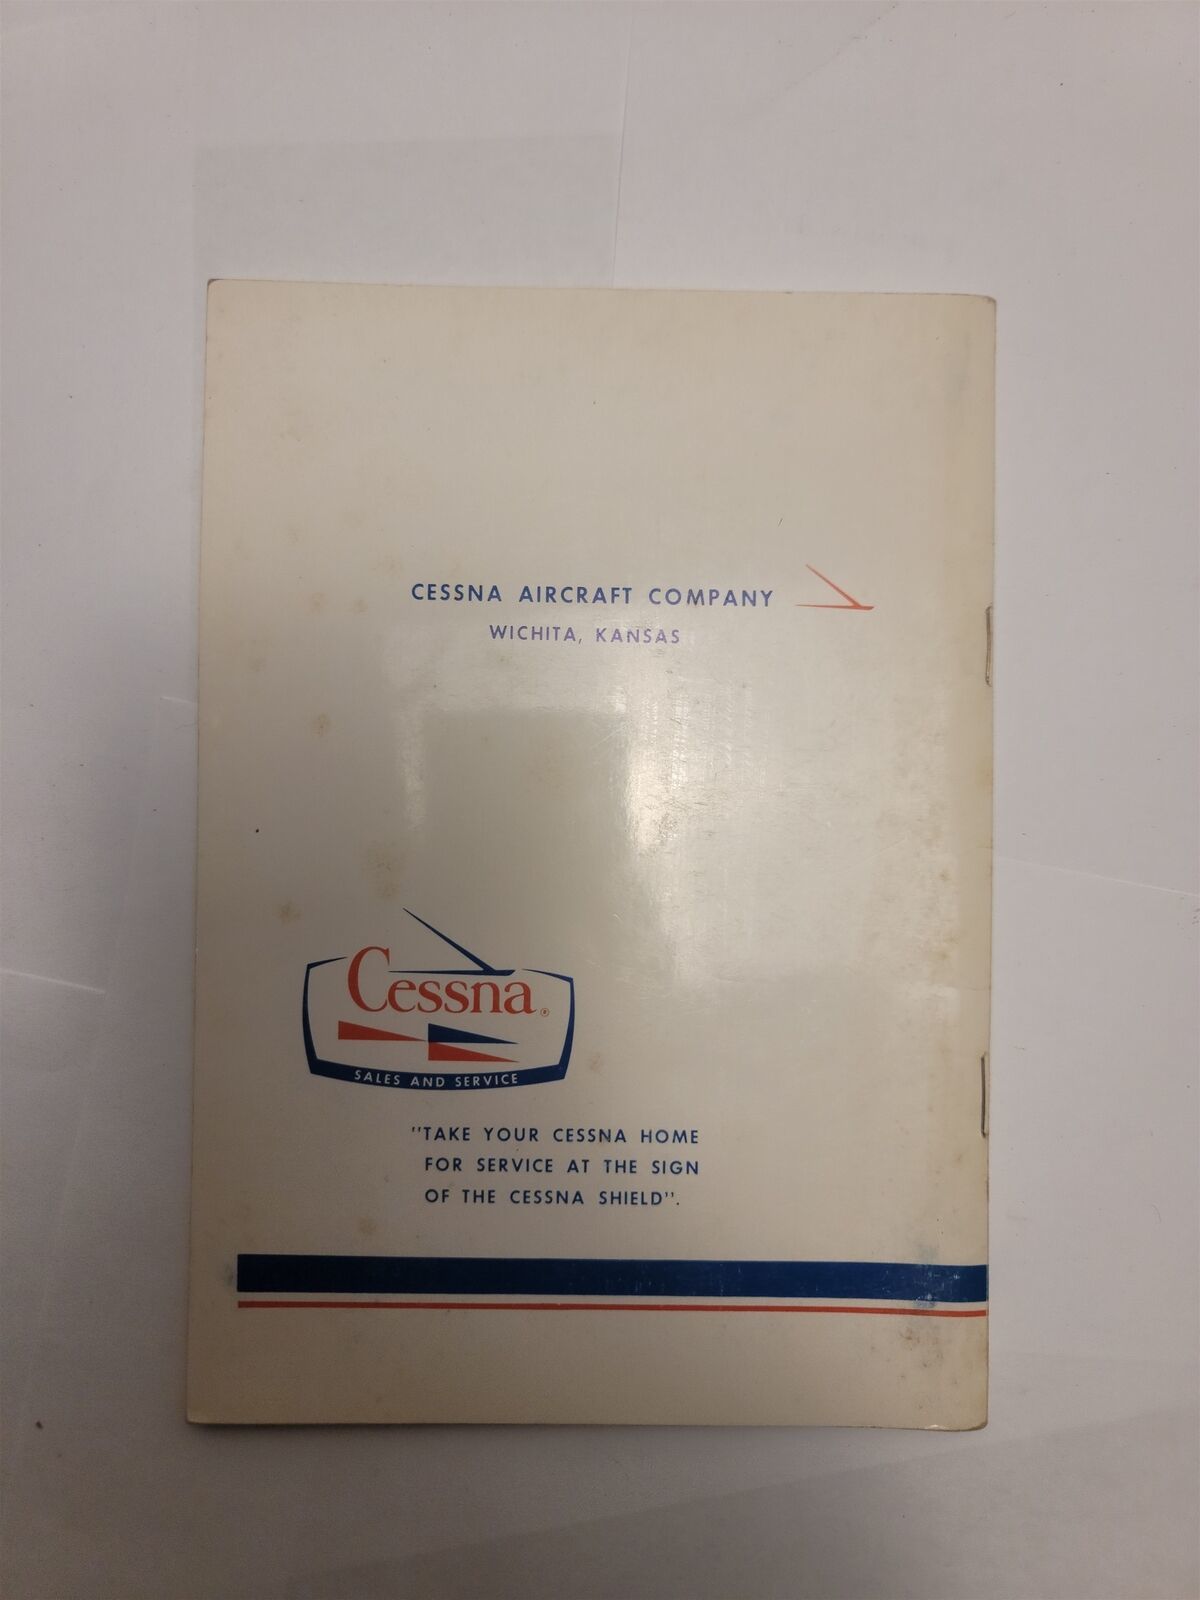 CESSNA AIRCRAFT COMPANY
WICHITA, KANSAS
Cessna®
SALES AND SERVICE
"TAKE YOUR CESSNA HOME
FOR SERVICE AT THE SIGN
OF THE CESSNA SHIELD".